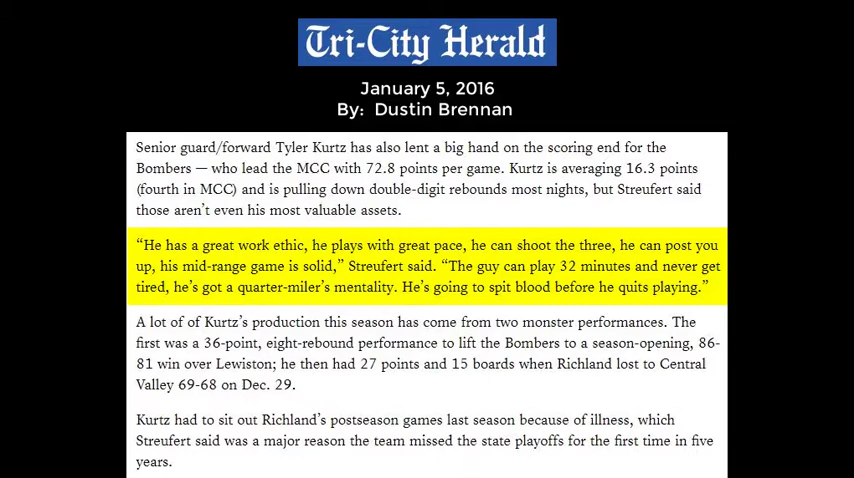 Tri-City Herald
January 5, 2016
By: Dustin Brennan
Senior guard/forward Tyler Kurtz has also lent a big hand on the scoring end for the
Bombers — who lead the MCC with 72.8 points per game. Kurtz is averaging 16.3 points
(fourth in MCC) and is pulling down double-digit rebounds most nights, but Streufert said
those aren’t even his most valuable assets.
“He has a great work ethic, he plays with great pace, he can shoot the three, he can post you
up, his mid-range game is solid,” Streufert said. “The guy can play 32 minutes and never get
tired, he’s got a quarter-miler’s mentality. He’s going to spit blood before he quits playing.”
A lot of of Kurtz’s production this season has come from two monster performances. The
first was a 36-point, eight-rebound performance to lift the Bombers to a season-opening, 86-
81 win over Lewiston; he then had 27 points and 15 boards when Richland lost to Central
Valley 69-68 on Dec. 29.
Kurtz had to sit out Richland’s postseason games last season because of illness, which
Streufert said was a major reason the team missed the state playoffs for the first time in five
years.